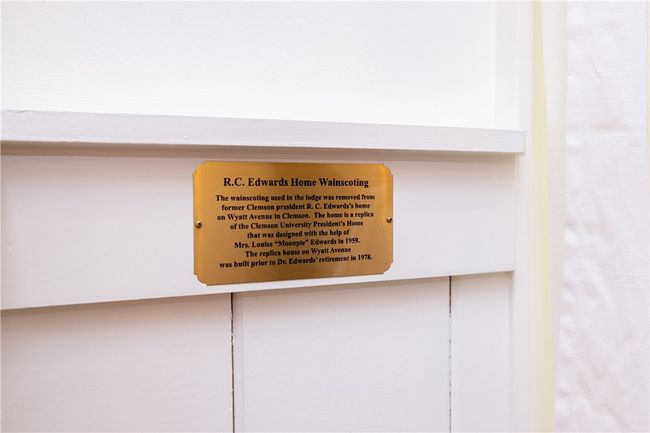 R.C. Edwards Home Wainscoting
The wainscoting used in the lodge was removed from
former Clemson president R. C. Edwards's home
on Wyatt Avenue in Clemson. The home is a replica
of the Clemson University President's Home
that was designed with the help of
Mrs. Louise "Moonpie" Edwards in 1959.
The replica house on Wyatt Avenue
was built prior to Dr. Edwards' retirement in 1978.